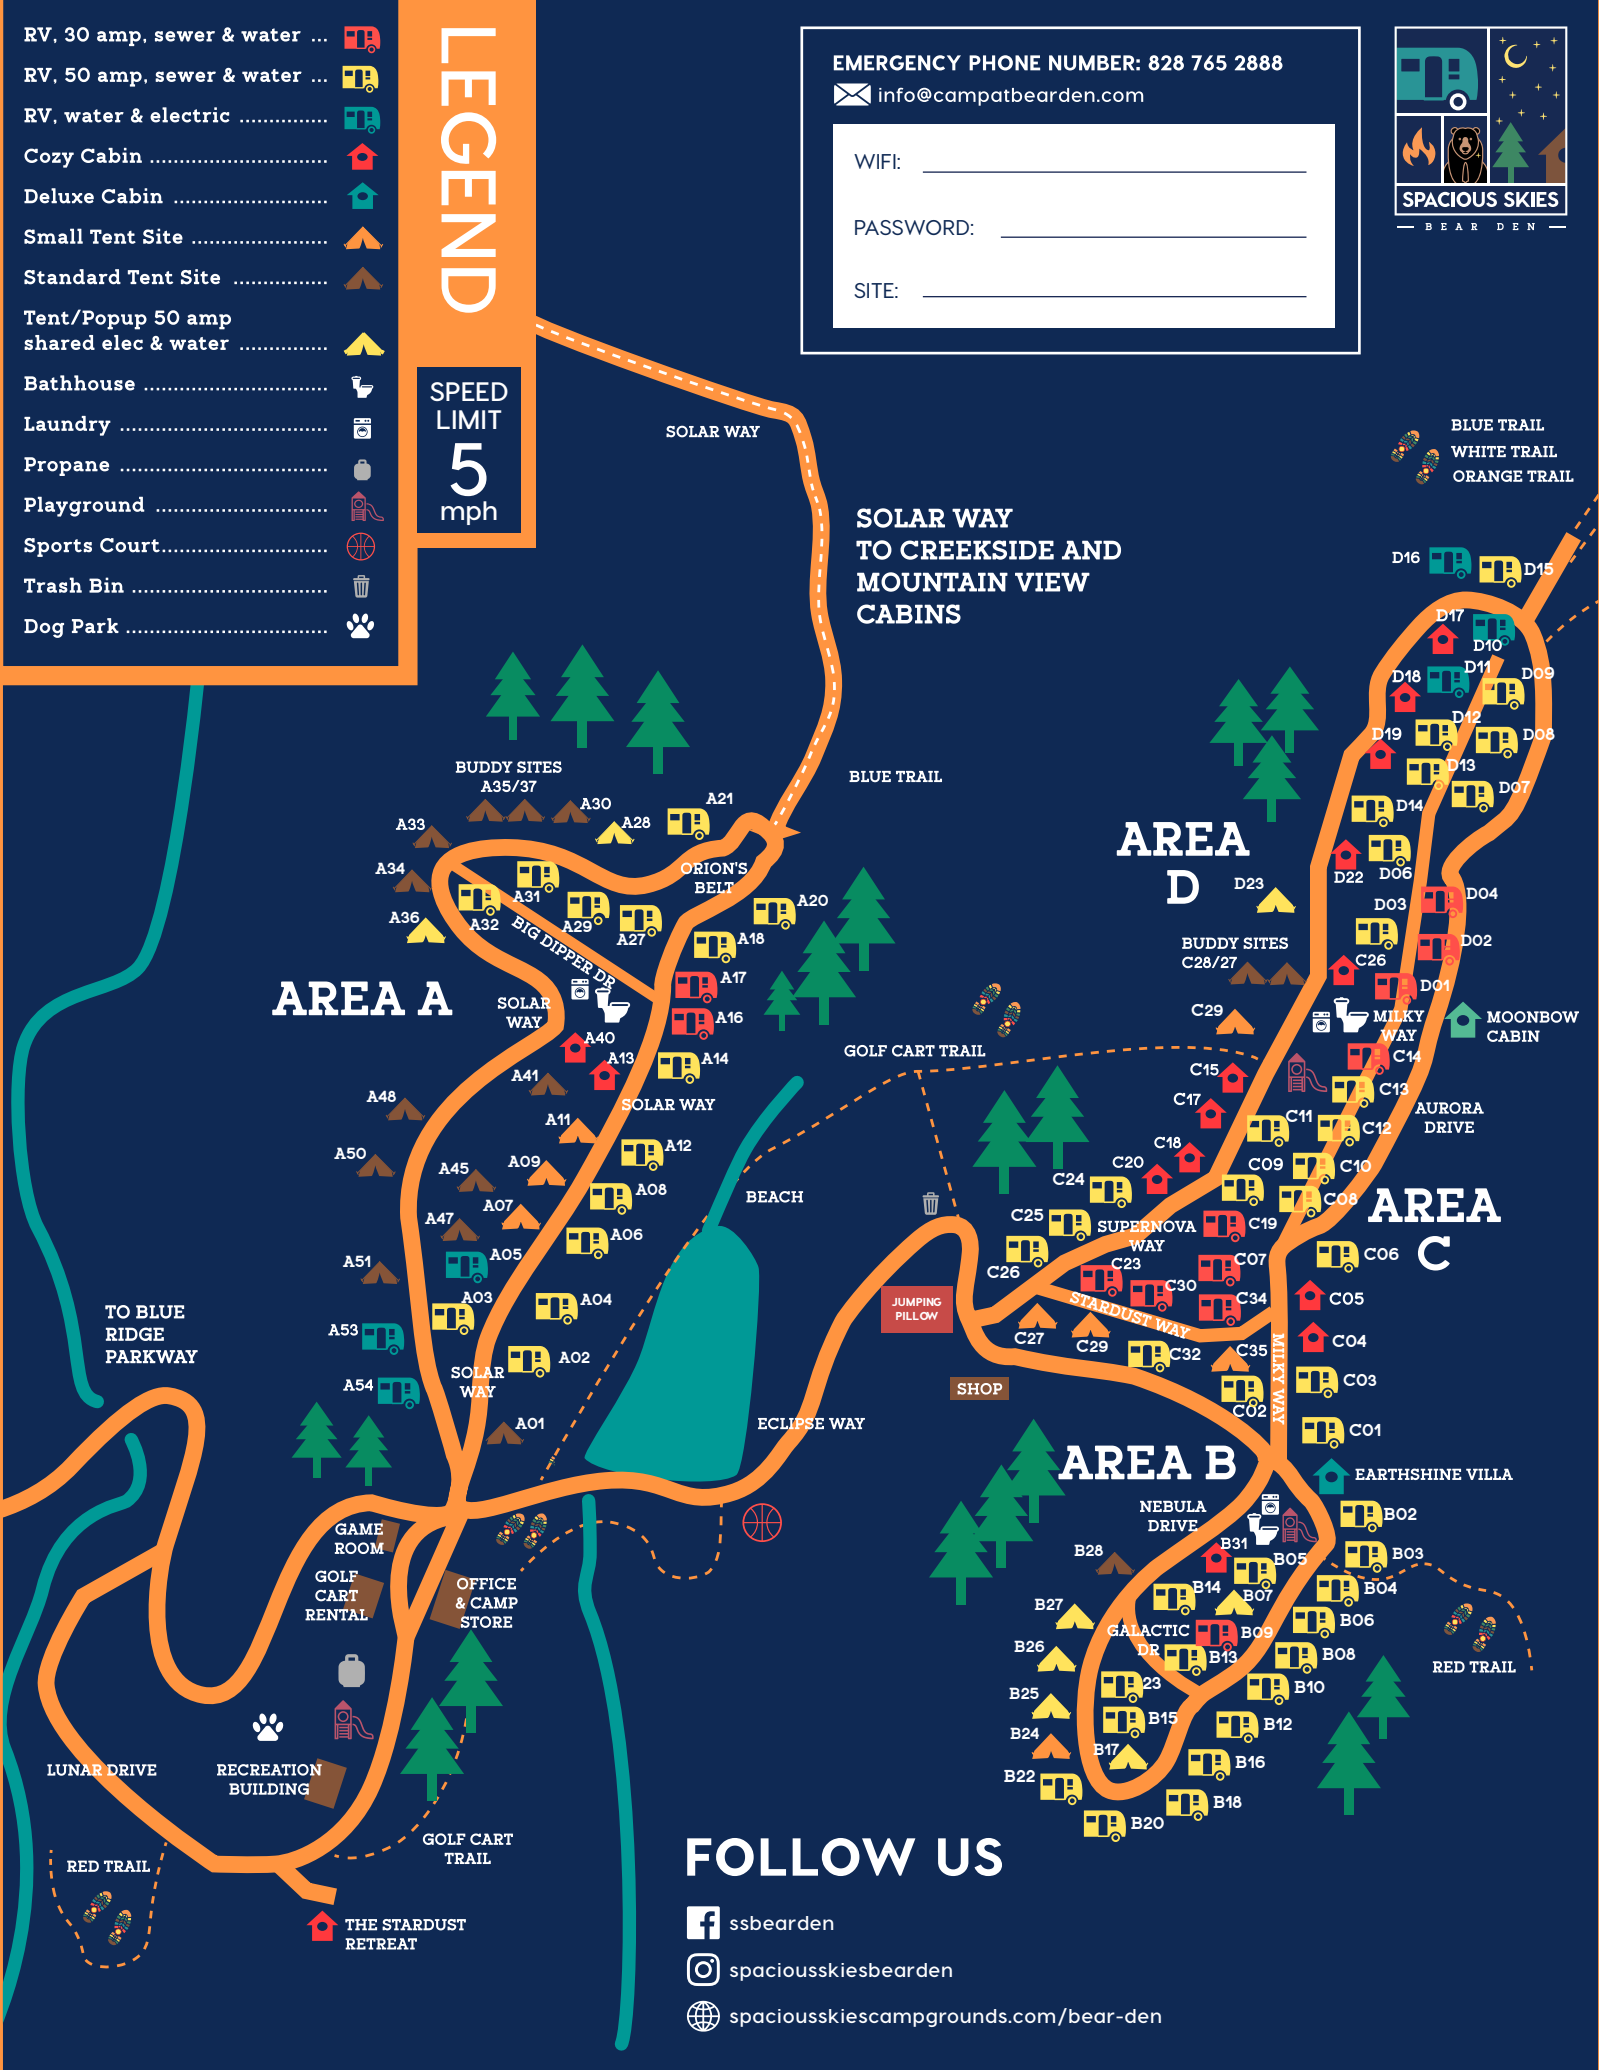 RV, 30 amp, sewer & water ...
RV, 50 amp, sewer & water ...
RV, water & electric ..............
Cozy Cabin ............................
Deluxe Cabin ........................
Small Tent Site .....................
Standard Tent Site ...............
Tent/Popup 50 amp
shared elec & water ..............
Bathhouse .............................
Laundry .................................
Propane .................................
Playground .............................
Sports Court..........................
Trash Bin ...............................
Dog Park ................................
LEGEND
SPEED
LIMIT
5
mph
EMERGENCY PHONE NUMBER: 828 765 2888
info@campatbearden.com
WIFI:
PASSWORD:
SITE:
SPACIOUS SKIES
BEAR DEN
SOLAR WAY
SOLAR WAY
TO CREEKSIDE AND
MOUNTAIN VIEW
CABINS
BLUE TRAIL
WHITE TRAIL
ORANGE TRAIL
BLUE TRAIL
BUDDY SITES
A35/37
A30
A28
A21
A33
A34
A36
A31
A32
A29
A27
ORION'S
BELT
BIG DIPPER DR
A20
A18
A17
A16
A14
AREA A
SOLAR
WAY
A40
A13
A41
SOLAR WAY
A48
A11
A12
A50
A45
A09
A08
A47
A07
A06
A51
A05
A03
A04
A53
A02
A54
SOLAR
WAY
A01
TO BLUE
RIDGE
PARKWAY
BEACH
GOLF CART TRAIL
ECLIPSE WAY
JUMPING
PILLOW
SHOP
AREA
D
D16
D15
D17
D10
D18
D11
D09
D19
D12
D08
D13
D07
D14
D22
D06
D23
D03
D04
D02
BUDDY SITES
C28/27
C26
D01
C29
MILKY
WAY
MOONBOW
CABIN
C14
C15
C13
C17
C11
C12
AURORA
DRIVE
C18
C20
C09
C10
C24
C08
AREA
C
C25
SUPERNOVA
WAY
C19
C26
C23
C07
C06
C30
C34
C05
STARDUST WAY
C27
C29
C32
C35
C04
MILKY WAY
C03
C02
C01
AREA B
EARTHSHINE VILLA
NEBULA
DRIVE
B02
B31
B05
B03
B28
B14
B07
B04
B27
GALACTIC
DR
B09
B06
B26
B13
B08
B25
23
B10
B24
B15
B12
B17
B16
B22
B18
B20
RED TRAIL
GAME
ROOM
GOLF
CART
RENTAL
OFFICE
& CAMP
STORE
LUNAR DRIVE
RECREATION
BUILDING
GOLF CART
TRAIL
RED TRAIL
THE STARDUST
RETREAT
FOLLOW US
ssbearden
spaciousskiesbearden
spaciousskiescampgrounds.com/bear-den